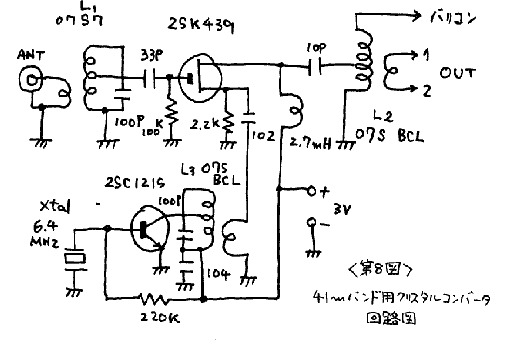 L1
07S7
2SK439
バリコン
ANT
33P
10P
1
OUT
2
100P
100K
2.2K
102
2.7mH
L2
07S BCL
2SC1215
L3 07S
BCL
100P
Xtal
6.4
MHz
104
+
3V
-
220K
<第8図>
41mバンド用クリスタルコンバータ
回路図